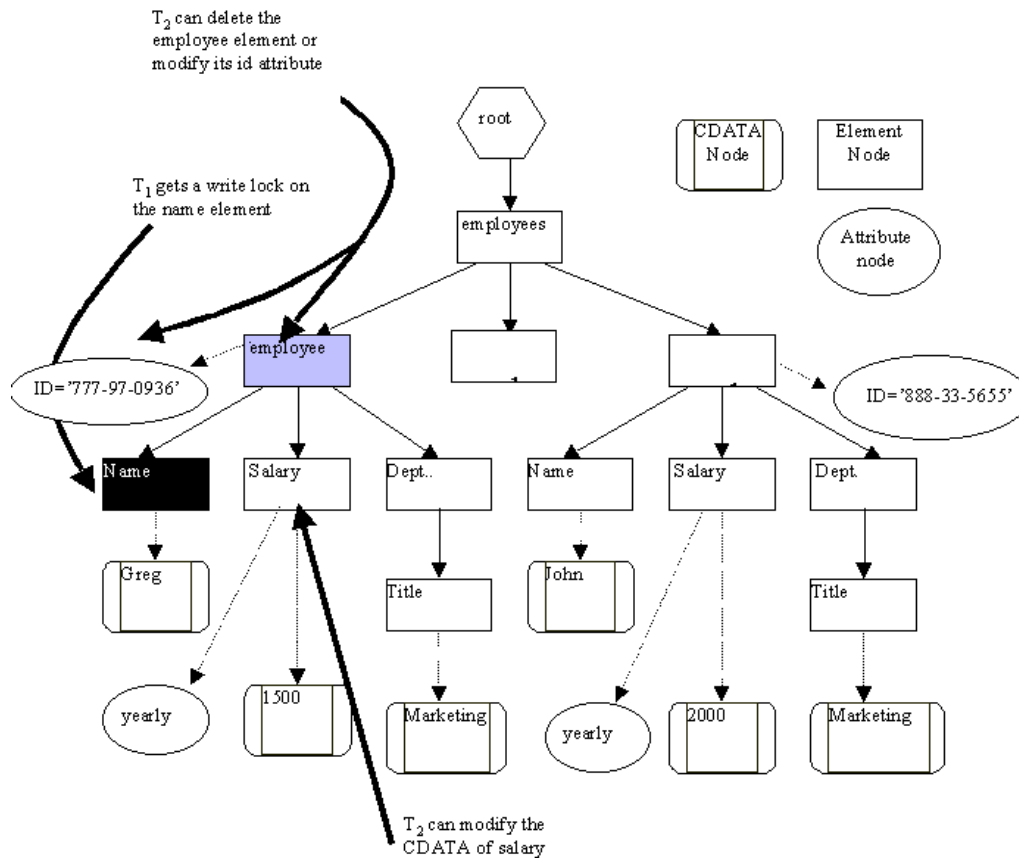 T2 can delete the
employee element or
modify its id attribute
root
CDATA
Node
Element
Node
T1 gets a write lock on
the name element
employees
Attribute
node
employee
ID='777-97-0936'
ID='888-33-5655'
Name
Salary
Dept..
Name
Salary
Dept.
Greg
Title
John
Title
yearly
1500
Marketing
yearly
2000
Marketing
T2 can modify the
CDATA of salary